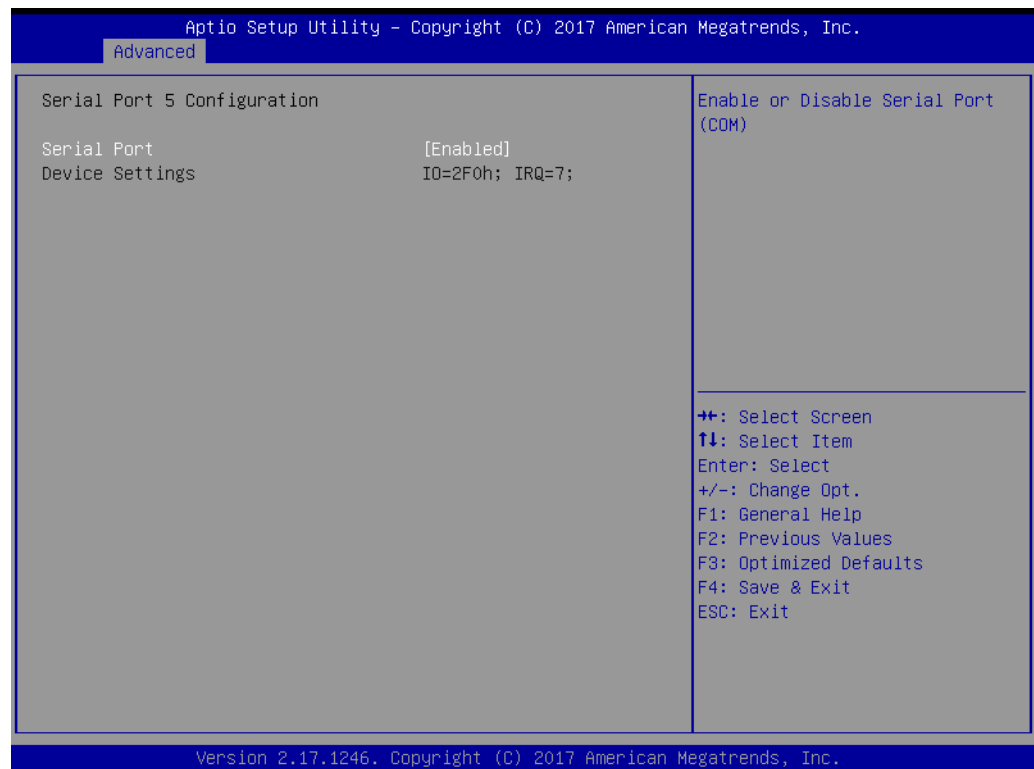 Aptio Setup Utility – Copyright (C) 2017 American Megatrends, Inc.
Advanced
Serial Port 5 Configuration
Serial Port [Enabled]
Device Settings IO=2F0h; IRQ=7;
Enable or Disable Serial Port
(COM)
→←: Select Screen
↑↓: Select Item
Enter: Select
+/-: Change Opt.
F1: General Help
F2: Previous Values
F3: Optimized Defaults
F4: Save & Exit
ESC: Exit
Version 2.17.1246. Copyright (C) 2017 American Megatrends, Inc.